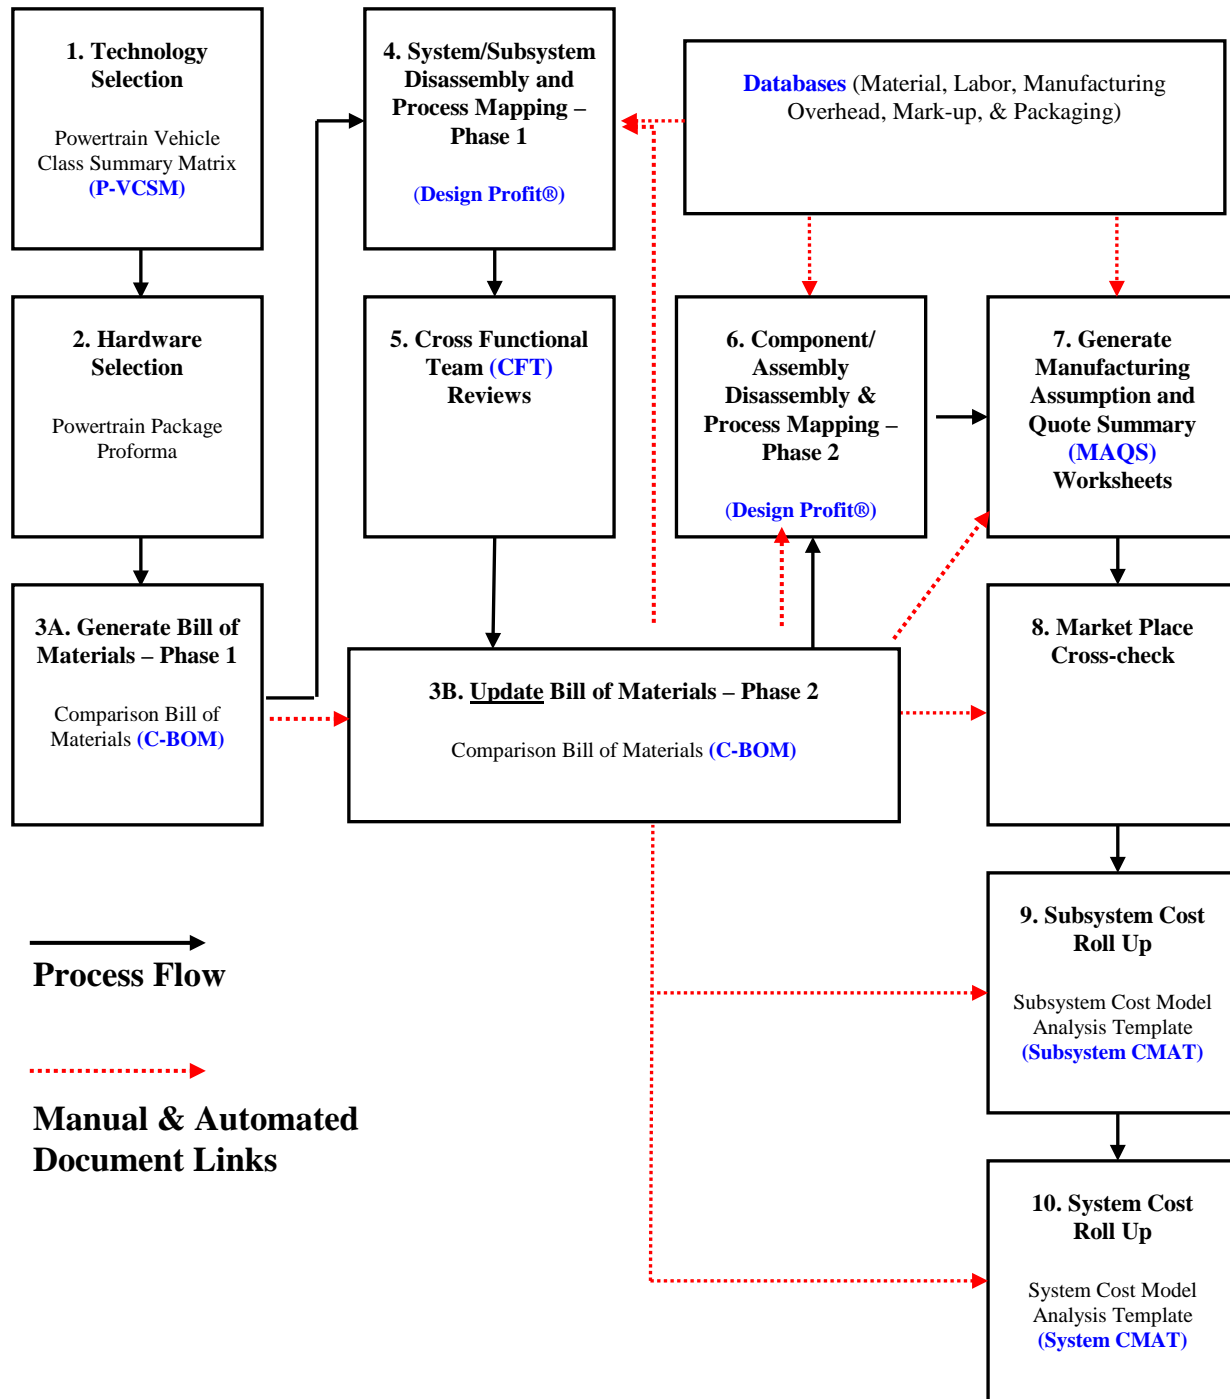 1. Technology
Selection
Powertrain Vehicle
Class Summary Matrix
(P-VCSM)
4. System/Subsystem
Disassembly and
Process Mapping –
Phase 1
(Design Profit®)
Databases (Material, Labor, Manufacturing
Overhead, Mark-up, & Packaging)
2. Hardware
Selection
Powertrain Package
Proforma
5. Cross Functional
Team (CFT)
Reviews
6. Component/
Assembly
Disassembly &
Process Mapping –
Phase 2
(Design Profit®)
7. Generate
Manufacturing
Assumption and
Quote Summary
(MAQS)
Worksheets
3A. Generate Bill of
Materials – Phase 1
Comparison Bill of
Materials (C-BOM)
3B. Update Bill of Materials – Phase 2
Comparison Bill of Materials (C-BOM)
8. Market Place
Cross-check
9. Subsystem Cost
Roll Up
Subsystem Cost Model
Analysis Template
(Subsystem CMAT)
10. System Cost
Roll Up
System Cost Model
Analysis Template
(System CMAT)
Process Flow
Manual & Automated
Document Links